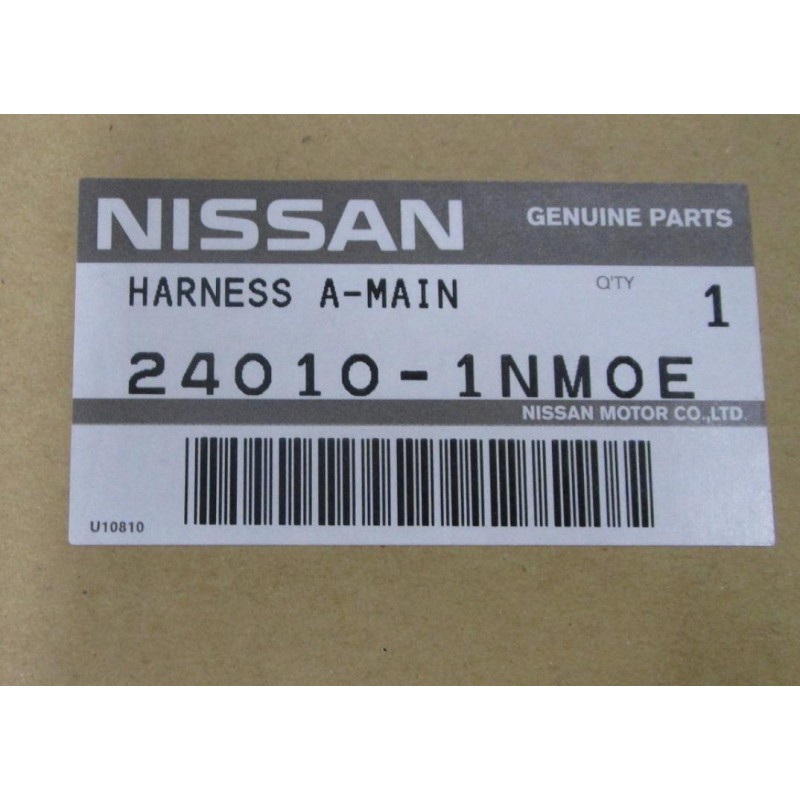 NISSAN GENUINE PARTS
HARNESS A-MAIN Q'TY 1
24010-1NM0E
NISSAN MOTOR CO.,LTD.
U10810